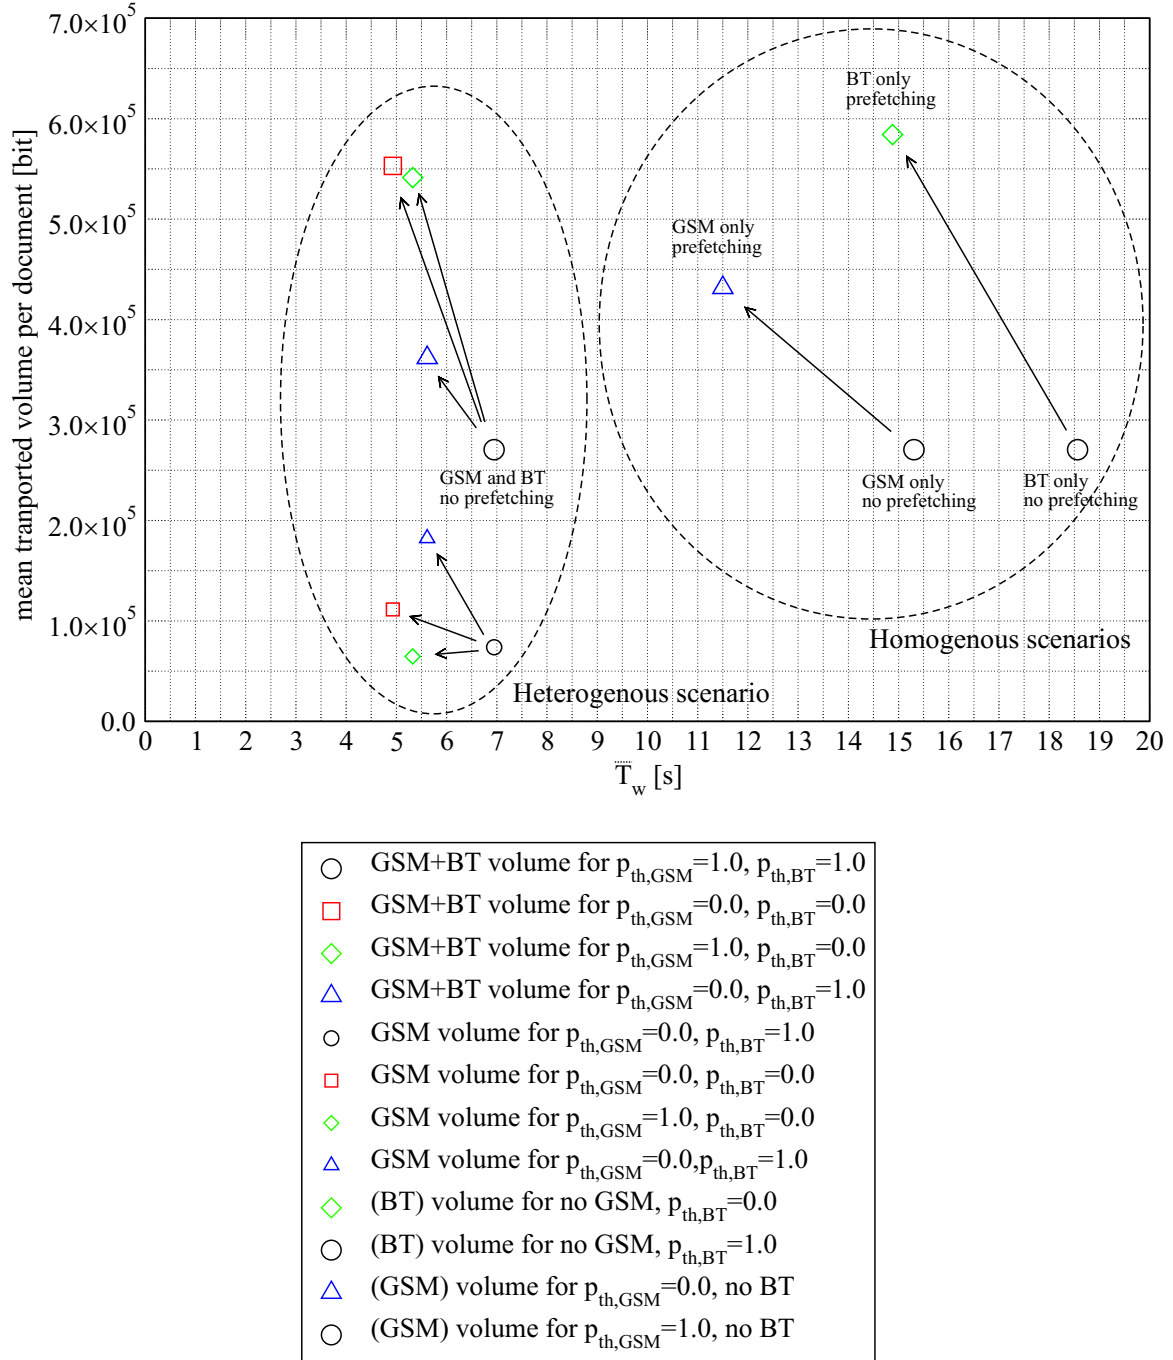 7.0×10^5
6.0×10^5
5.0×10^5
4.0×10^5
3.0×10^5
2.0×10^5
1.0×10^5
0.0
mean tranported volume per document [bit]
BT only
prefetching
GSM only
prefetching
GSM and BT
no prefetching
GSM only
no prefetching
BT only
no prefetching
Homogenous scenarios
Heterogenous scenario
0 1 2 3 4 5 6 7 8 9 10 11 12 13 14 15 16 17 18 19 20
T_w [s]
GSM+BT volume for p_th,GSM=1.0, p_th,BT=1.0
GSM+BT volume for p_th,GSM=0.0, p_th,BT=0.0
GSM+BT volume for p_th,GSM=1.0, p_th,BT=0.0
GSM+BT volume for p_th,GSM=0.0, p_th,BT=1.0
GSM volume for p_th,GSM=0.0, p_th,BT=1.0
GSM volume for p_th,GSM=0.0, p_th,BT=0.0
GSM volume for p_th,GSM=1.0, p_th,BT=0.0
GSM volume for p_th,GSM=0.0,p_th,BT=1.0
(BT) volume for no GSM, p_th,BT=0.0
(BT) volume for no GSM, p_th,BT=1.0
(GSM) volume for p_th,GSM=0.0, no BT
(GSM) volume for p_th,GSM=1.0, no BT